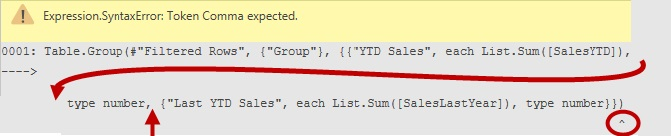 Expression.SyntaxError: Token Comma expected.
0001: Table.Group(#"Filtered Rows", {"Group"}, {{"YTD Sales", each List.Sum([SalesYTD]),
---->
type number, {"Last YTD Sales", each List.Sum([SalesLastYear]), type number}})
^